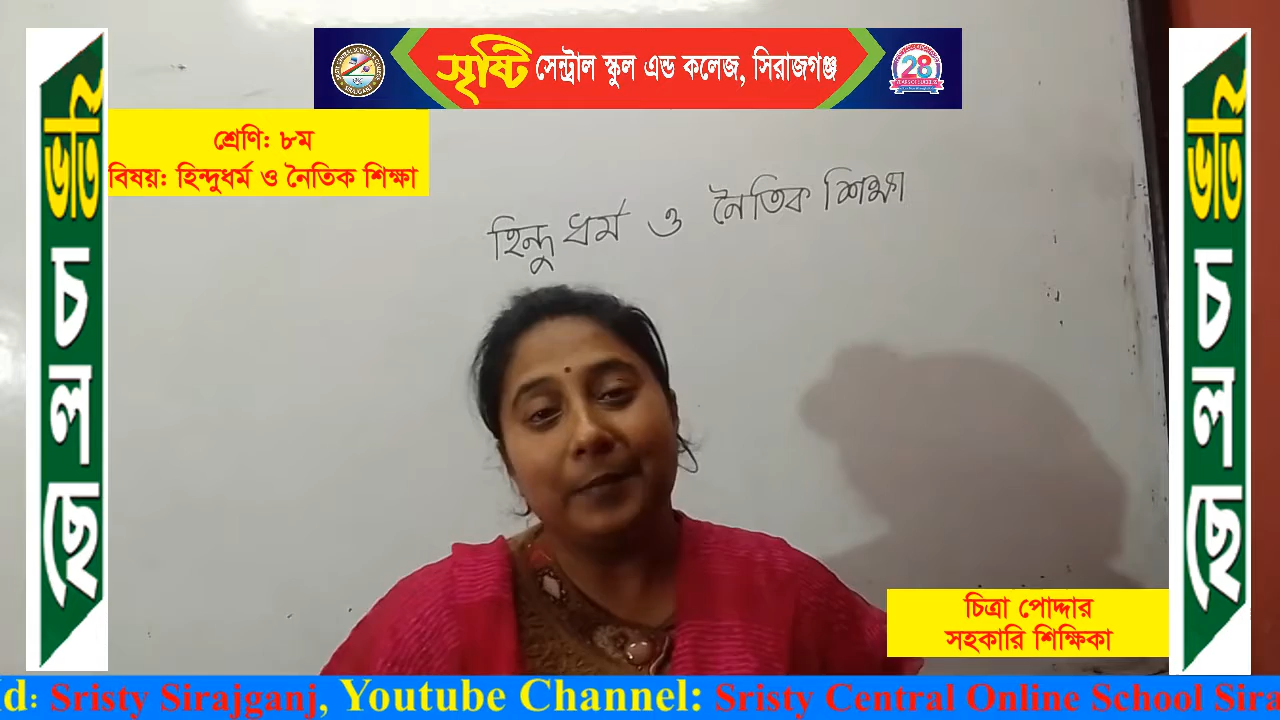 সৃষ্টি সেন্ট্রাল স্কুল এন্ড কলেজ, সিরাজগঞ্জ
28
শ্রেণি: ৮ম
বিষয়: হিন্দুধর্ম ও নৈতিক শিক্ষা
হিন্দু ধর্ম ও নৈতিক শিক্ষা
ভর্তি চলছে
ভর্তি চলছে
চিত্রা পোদ্দার
সহকারি শিক্ষিকা
d: Sristy Sirajganj, Youtube Channel: Sristy Central Online School Sira